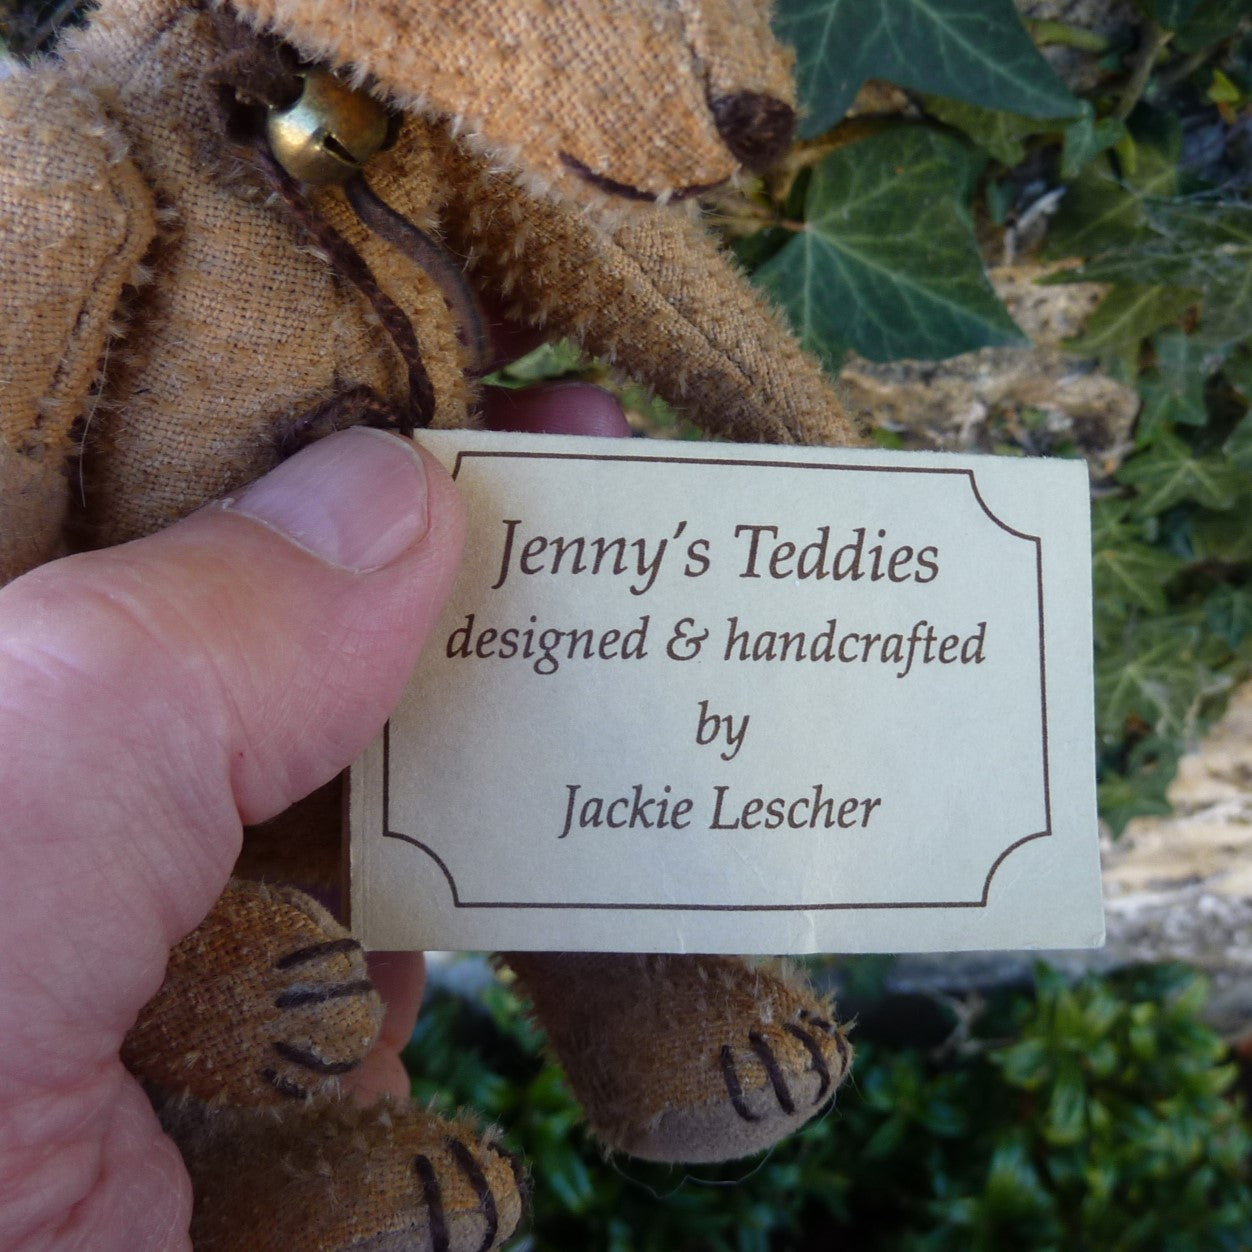 Jenny's Teddies
designed & handcrafted
by
Jackie Lescher